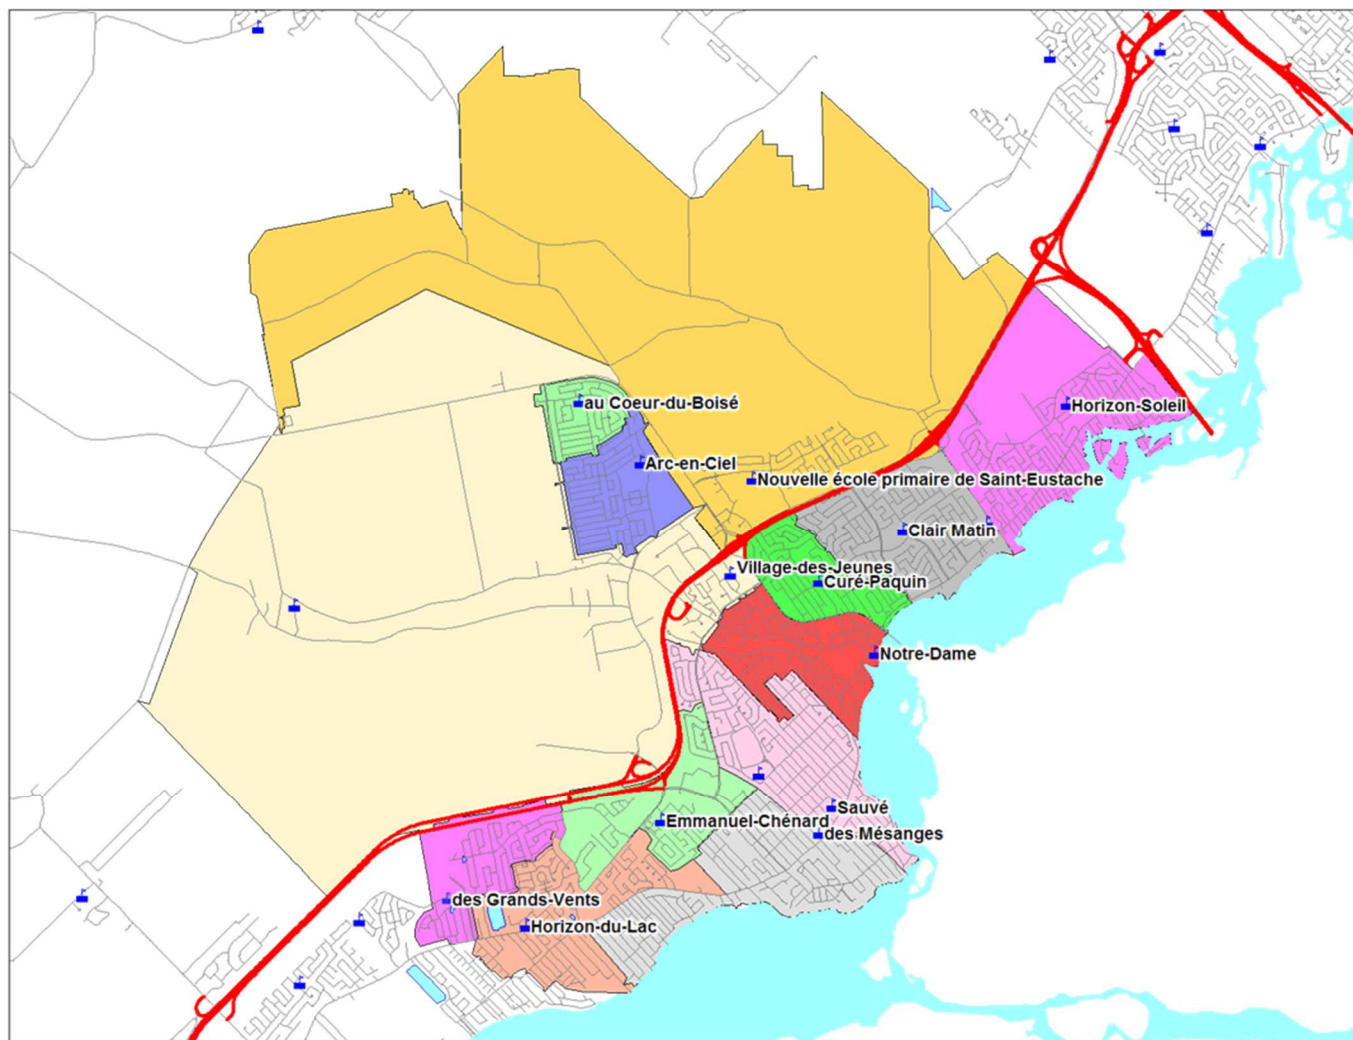 au Coeur-du-Boisé
Horizon-Soleil
Arc-en-Ciel
Nouvelle école primaire de Saint-Eustache
Clair Matin
Village-des-Jeunes
Curé-Paquin
Notre-Dame
Sauvé
Emmanuel-Chénard
des Mésanges
des Grands-Vents
Horizon-du-Lac